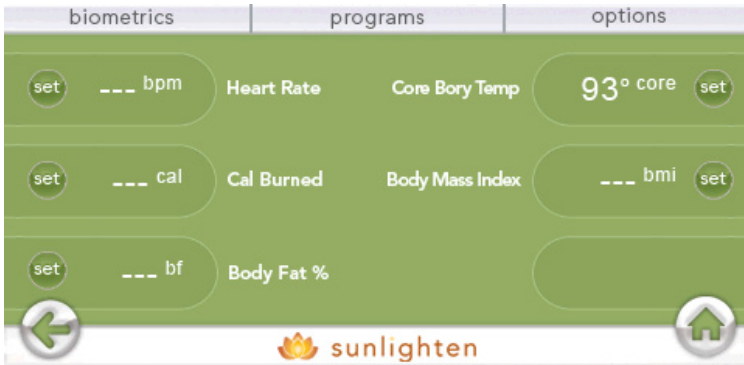 biometrics programs options
set --- bpm Heart Rate Core Bory Temp 93° core set
set --- cal Cal Burned Body Mass Index --- bmi set
set --- bf Body Fat %
sunlighten